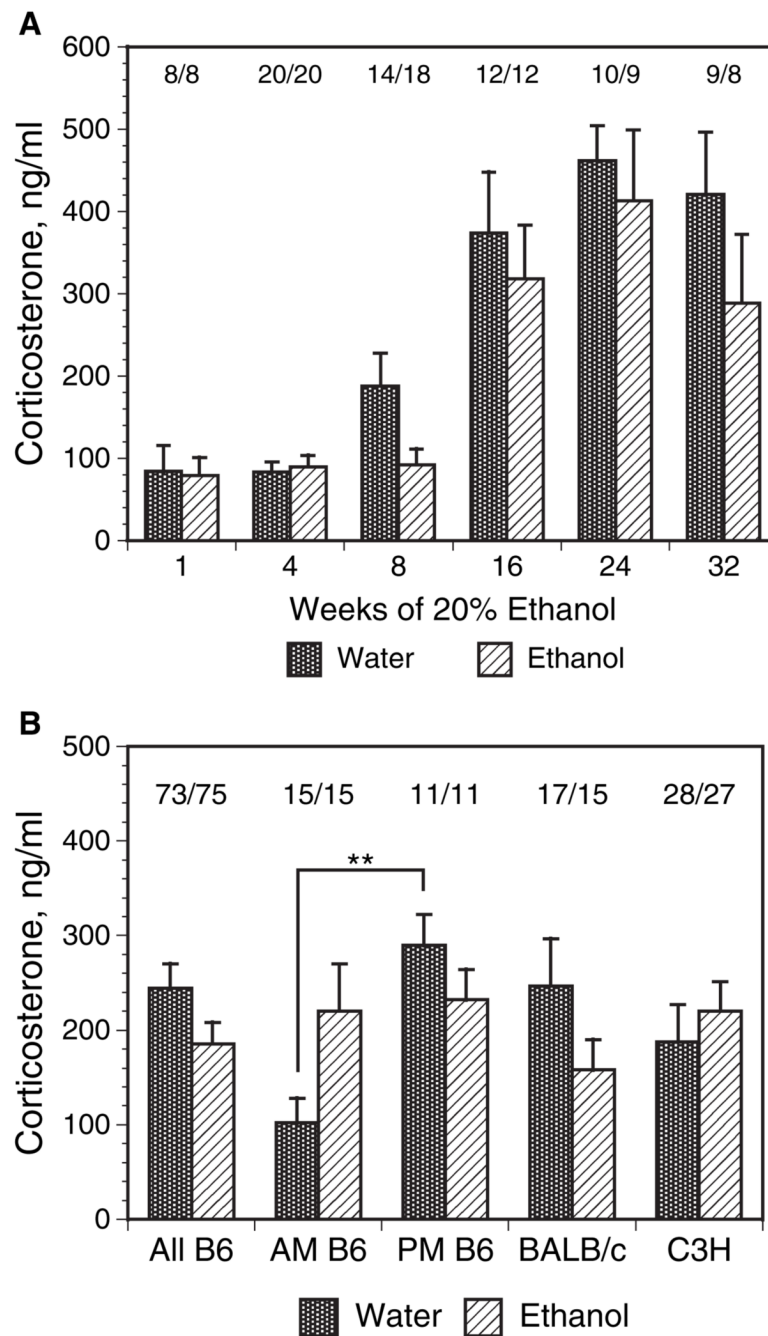 A
600
8/8 20/20 14/18 12/12 10/9 9/8
500
400
300
200
100
0
Corticosterone, ng/ml
1 4 8 16 24 32
Weeks of 20% Ethanol
Water Ethanol
B
500
73/75 15/15 11/11 17/15 28/27
400
**
300
200
100
0
Corticosterone, ng/ml
All B6 AM B6 PM B6 BALB/c C3H
Water Ethanol